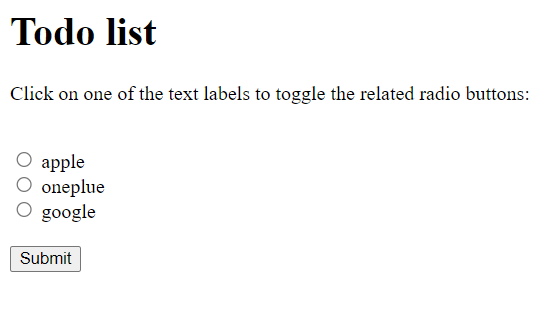 Todo list
Click on one of the text labels to toggle the related radio buttons:
apple
oneplue
google
Submit